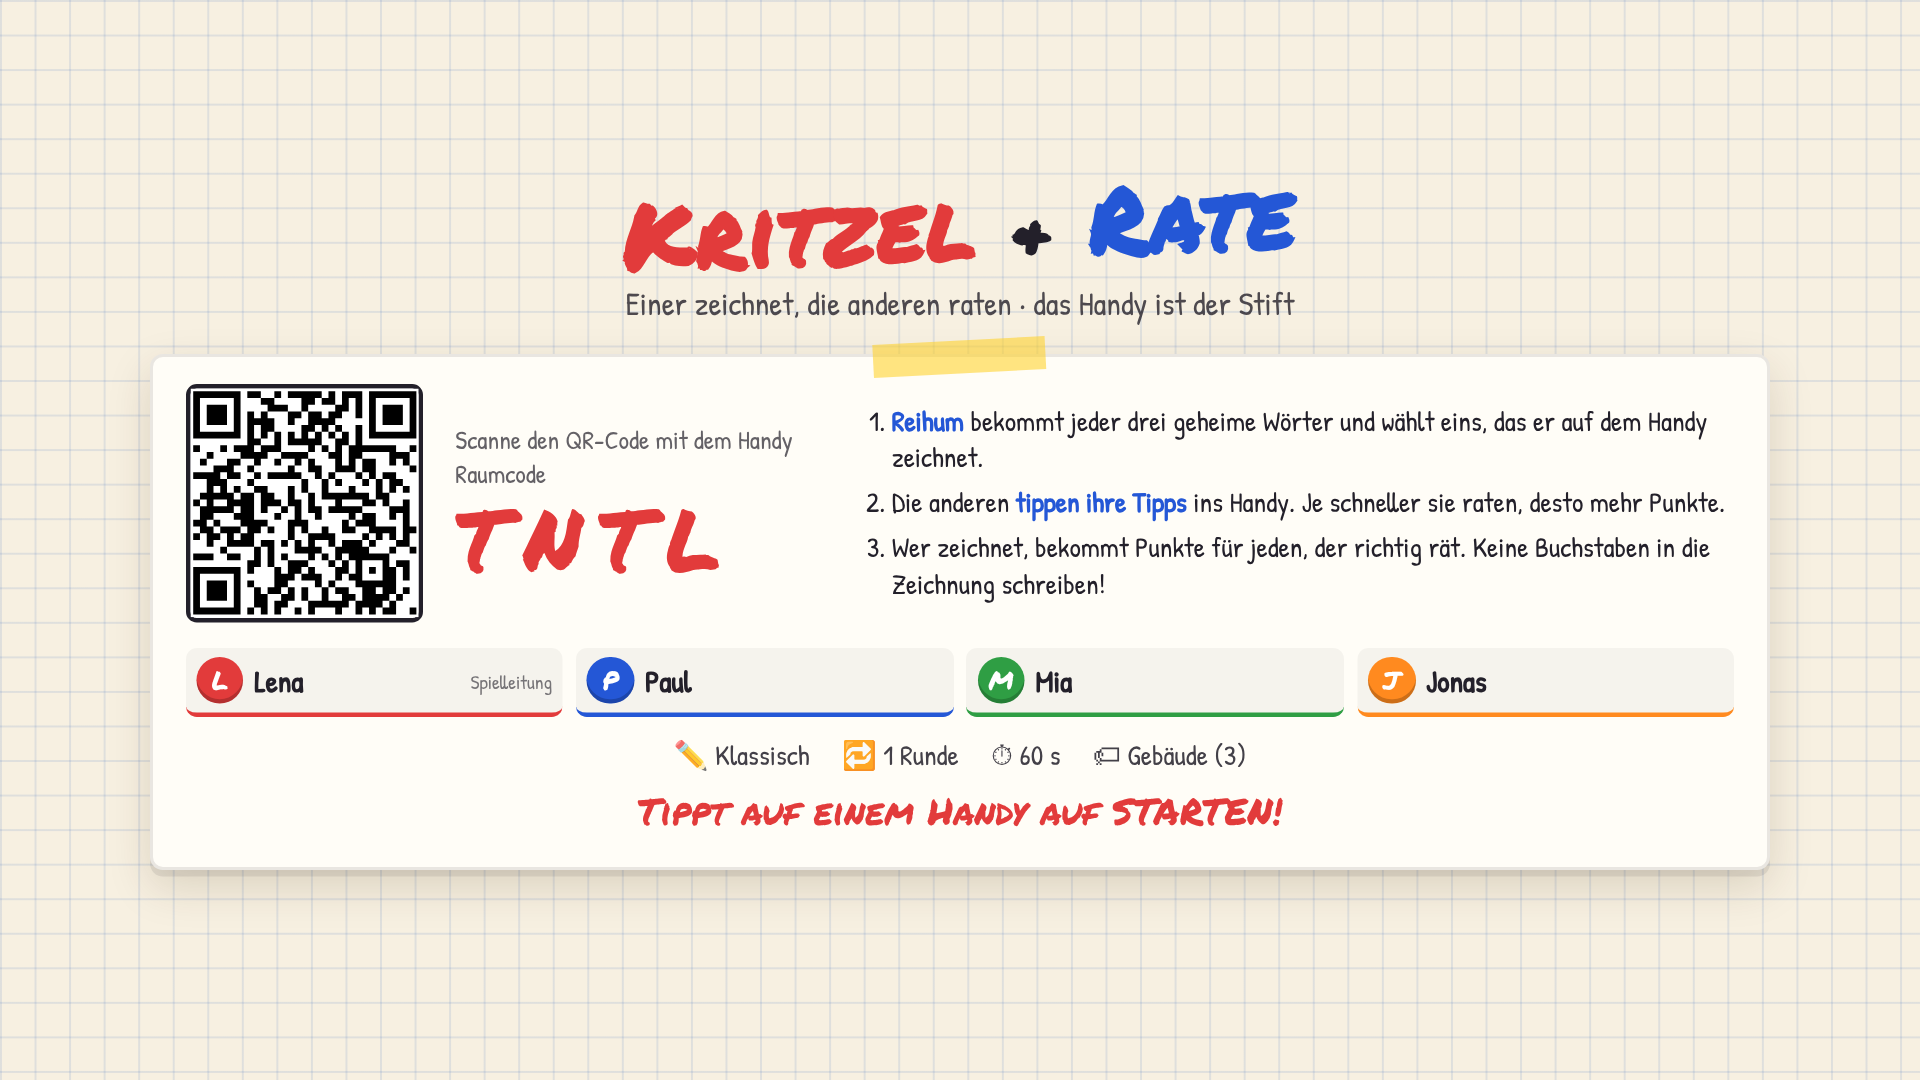 Kritzel & Rate
Einer zeichnet, die anderen raten · das Handy ist der Stift
Scanne den QR-Code mit dem Handy
Raumcode
TNTL
1. Reihum bekommt jeder drei geheime Wörter und wählt eins, das er auf dem Handy
zeichnet.
2. Die anderen tippen ihre Tipps ins Handy. Je schneller sie raten, desto mehr Punkte.
3. Wer zeichnet, bekommt Punkte für jeden, der richtig rät. Keine Buchstaben in die
Zeichnung schreiben!
L Lena Spielleitung
P Paul
M Mia
J Jonas
✏️ Klassisch 🔁 1 Runde ⏱ 60 s 🏷 Gebäude (3)
Tippt auf einem Handy auf STARTEN!